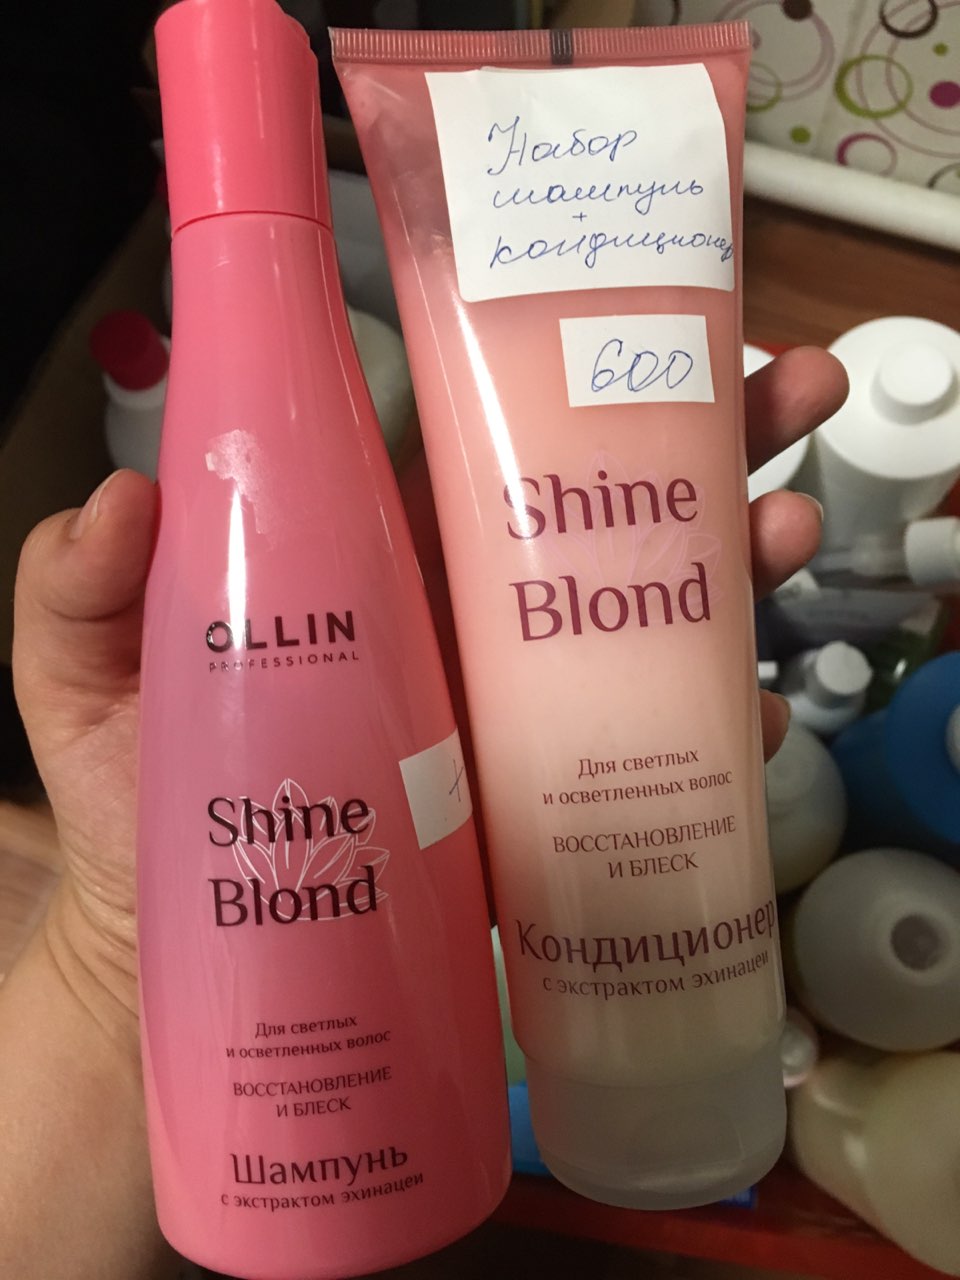 OLLIN
PROFESSIONAL
Shine
Blond
Для светлых
и осветленных волос
ВОССТАНОВЛЕНИЕ
И БЛЕСК
Шампунь
с экстрактом эхинацеи
+
Набор
шампунь
+
кондиционер
600
Shine
Blond
Для светлых
и осветленных волос
ВОССТАНОВЛЕНИЕ
И БЛЕСК
Кондиционер
с экстрактом эхинацеи